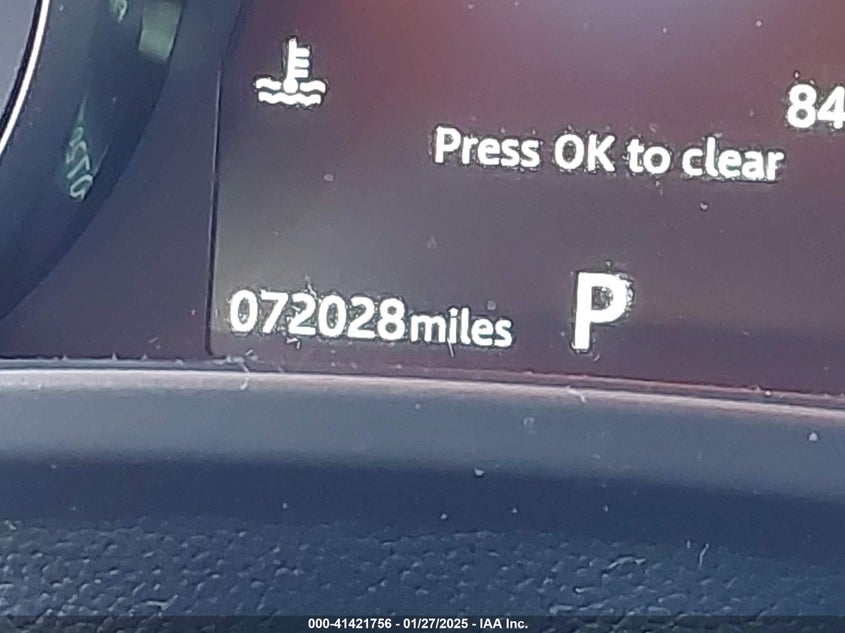 84
Press OK to clear
072028miles
P
000-41421756 - 01/27/2025 - IAA Inc.